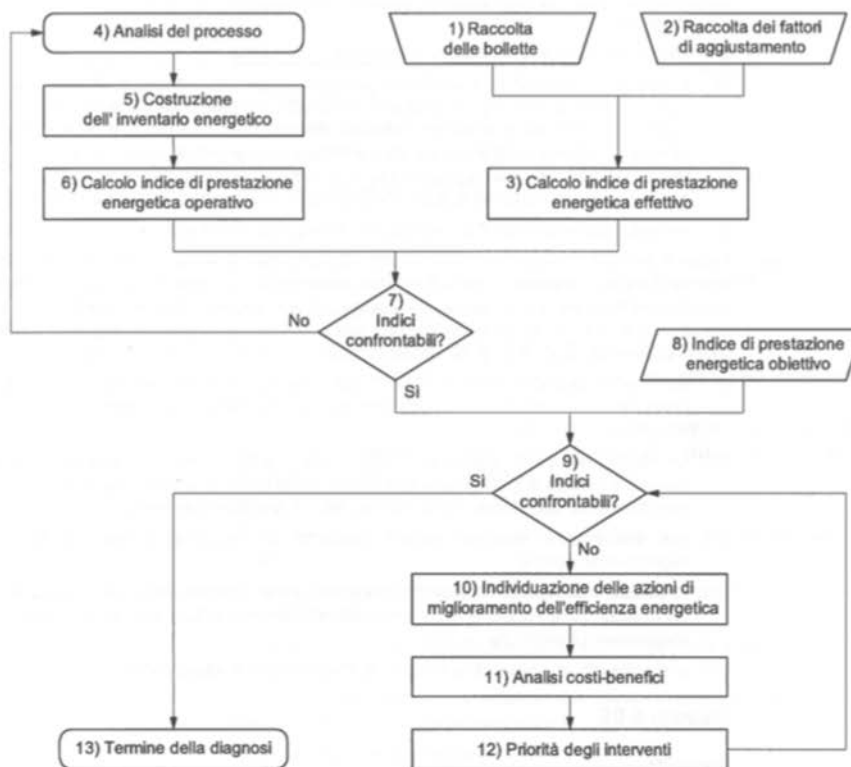 4) Analisi del processo
1) Raccolta
delle bollette
2) Raccolta dei fattori
di aggiustamento
5) Costruzione
dell' inventario energetico
6) Calcolo indice di prestazione
energetica operativo
3) Calcolo indice di prestazione
energetica effettivo
7)
Indici
confrontabili?
No
Sì
8) Indice di prestazione
energetica obiettivo
9)
Indici
confrontabili?
Sì
No
10) Individuazione delle azioni di
miglioramento dell'efficienza energetica
11) Analisi costi-benefici
12) Priorità degli interventi
13) Termine della diagnosi